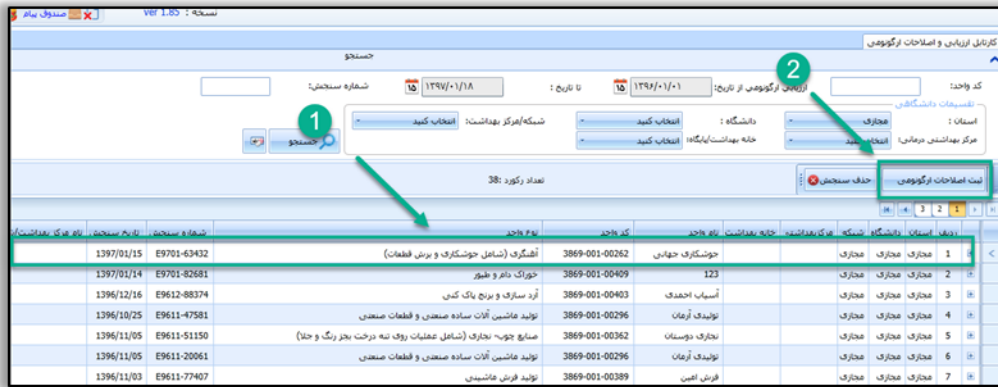 نسخه : ver 1.85 صندوق پیام
کارتابل ارزیابی و اصلاحات ارگونومی
جستجو
کد واحد: ارزیابی ارگونومی از تاریخ: ۱۳۹۶/۰۱/۰۱ تا تاریخ : ۱۳۹۷/۰۱/۱۸ شماره سنجش:
2
تقسیمات دانشگاهی
استان : مجازی دانشگاه : انتخاب کنید شبکه/مرکز بهداشت: انتخاب کنید
1
مرکز بهداشتی درمانی: انتخاب کنید خانه بهداشت/پایگاه: انتخاب کنید جستجو
ثبت اصلاحات ارگونومی حذف سنجش تعداد رکورد :38
1 2 3
ردیف استان دانشگاه شبکه مرکز بهداشتی خانه بهداشت نام واحد کد واحد نوع واحد شماره سنجش تاریخ سنجش نام مرکز بهداشت/
1 مجازی مجازی مجازی جوشکاری جهانی 3869-001-00262 آهنگری (شامل جوشکاری و برش قطعات) E9701-63432 1397/01/15
2 مجازی مجازی مجازی 123 3869-001-00409 خوراک دام و طیور E9701-82681 1397/01/14
3 مجازی مجازی مجازی آسیاب احمدی 3869-001-00403 آرد سازی و برنج پاک کنی E9612-88374 1396/12/16
4 مجازی مجازی مجازی تولیدی آرمان 3869-001-00296 تولید ماشین آلات ساده صنعتی و قطعات صنعتی E9611-47581 1396/10/25
5 مجازی مجازی مجازی نجاری دوستان 3869-001-00362 صنایع چوب- نجاری (شامل عملیات روی تنه درخت بجز رنگ و جلا) E9611-51150 1396/11/05
6 مجازی مجازی مجازی تولیدی آرمان 3869-001-00296 تولید ماشین آلات ساده صنعتی و قطعات صنعتی E9611-20061 1396/11/05
7 مجازی مجازی مجازی فرش امین 3869-001-00389 تولید فرش ماشینی E9611-77407 1396/11/03